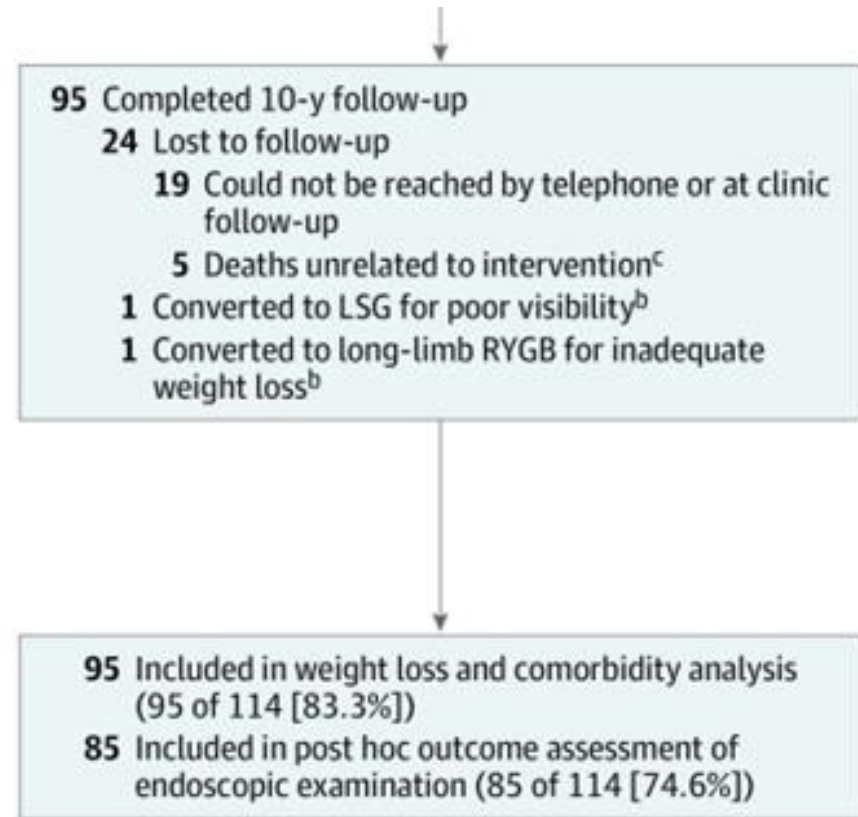 95 Completed 10-y follow-up
24 Lost to follow-up
19 Could not be reached by telephone or at clinic
follow-up
5 Deaths unrelated to interventionᶜ
1 Converted to LSG for poor visibilityᵇ
1 Converted to long-limb RYGB for inadequate
weight lossᵇ
95 Included in weight loss and comorbidity analysis
(95 of 114 [83.3%])
85 Included in post hoc outcome assessment of
endoscopic examination (85 of 114 [74.6%])